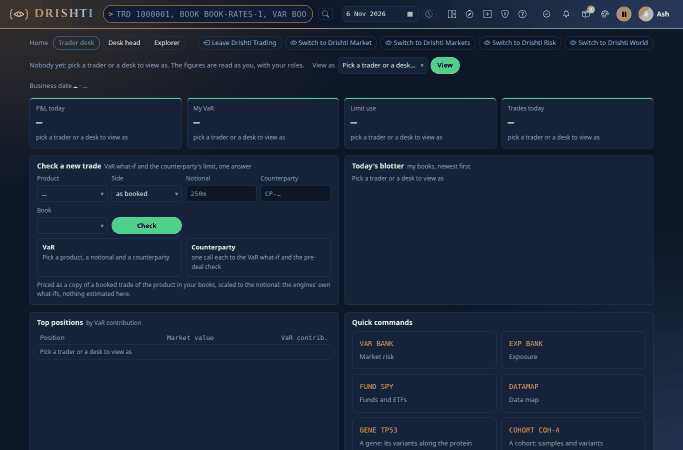 DRISHTI
> TRD 1000001, BOOK BOOK-RATES-1, VAR BOO
6 Nov 2026
A Ash
Home Trader desk Desk head Explorer Leave Drishti Trading Switch to Drishti Market Switch to Drishti Markets Switch to Drishti Risk Switch to Drishti World
Nobody yet: pick a trader or a desk to view as. The figures are read as you, with your roles. View as Pick a trader or a desk... View
Business date – · ...
P&L today
—
pick a trader or a desk to view as
My VaR
—
pick a trader or a desk to view as
Limit use
—
pick a trader or a desk to view as
Trades today
—
pick a trader or a desk to view as
Check a new trade VaR what-if and the counterparty's limit, one answer
Product Side Notional Counterparty
... as booked 250m CP-...
Book
Check
VaR
Pick a product, a notional and a counterparty
Counterparty
one call each to the VaR what-if and the pre-
deal check
Priced as a copy of a booked trade of the product in your books, scaled to the notional: the engines' own
what-ifs, nothing estimated here.
Today's blotter my books, newest first
Pick a trader or a desk to view as
Top positions by VaR contribution
Position Market value VaR contrib.
Pick a trader or a desk to view as
Quick commands
VAR BANK
Market risk
EXP BANK
Exposure
FUND SPY
Funds and ETFs
DATAMAP
Data map
GENE TP53
A gene: its variants along the protein
COHORT COH-A
A cohort: samples and variants